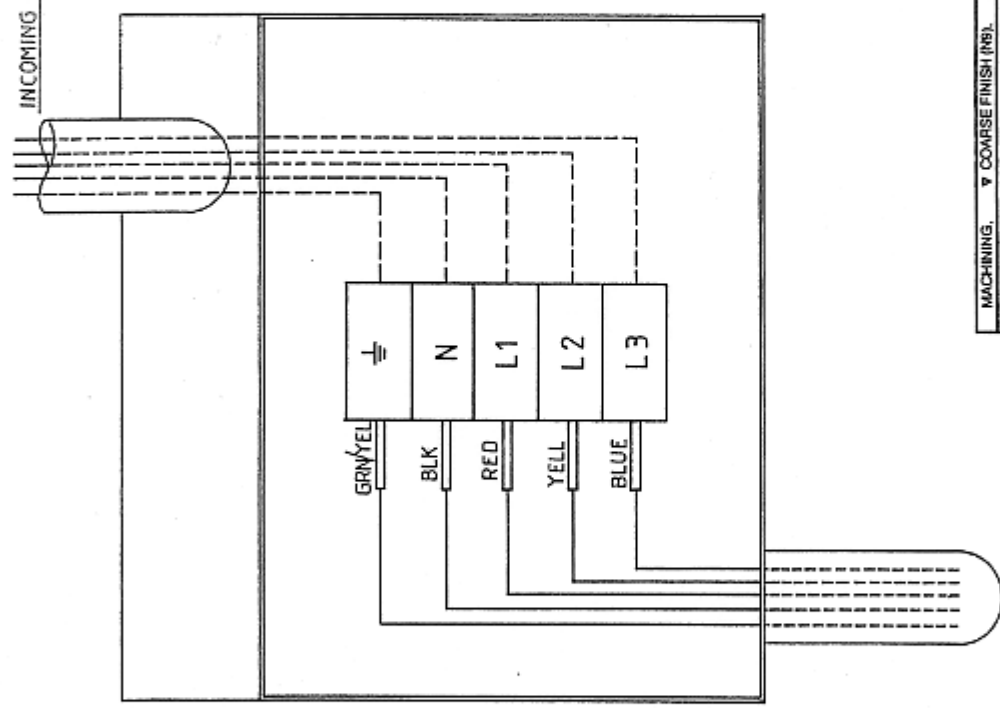 INCOMING
⏚
N
L1
L2
L3
GRN/YEL
BLK
RED
YELL
BLUE
MACHINING, ▼ COARSE FINISH (N9).